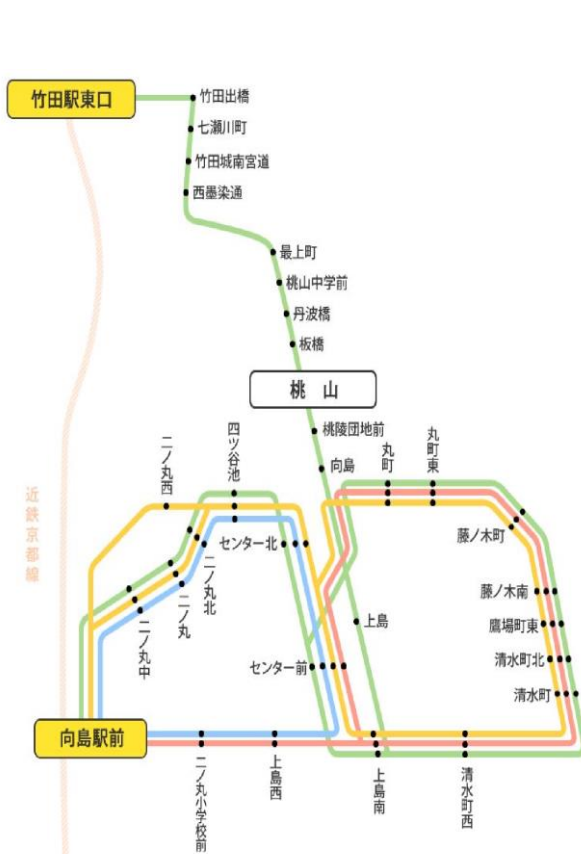 竹田駅東口
竹田出橋
七瀬川町
竹田城南宮道
西墨染通
最上町
桃山中学前
丹波橋
板橋
桃　山
桃陵団地前
向島
丸町
丸町東
四ツ谷池
二ノ丸西
近鉄京都線
センター北
二ノ丸北
二ノ丸
二ノ丸中
藤ノ木町
藤ノ木南
鷹場町東
清水町北
清水町
上島
センター前
向島駅前
二ノ丸小学校前
上島西
上島南
清水町西